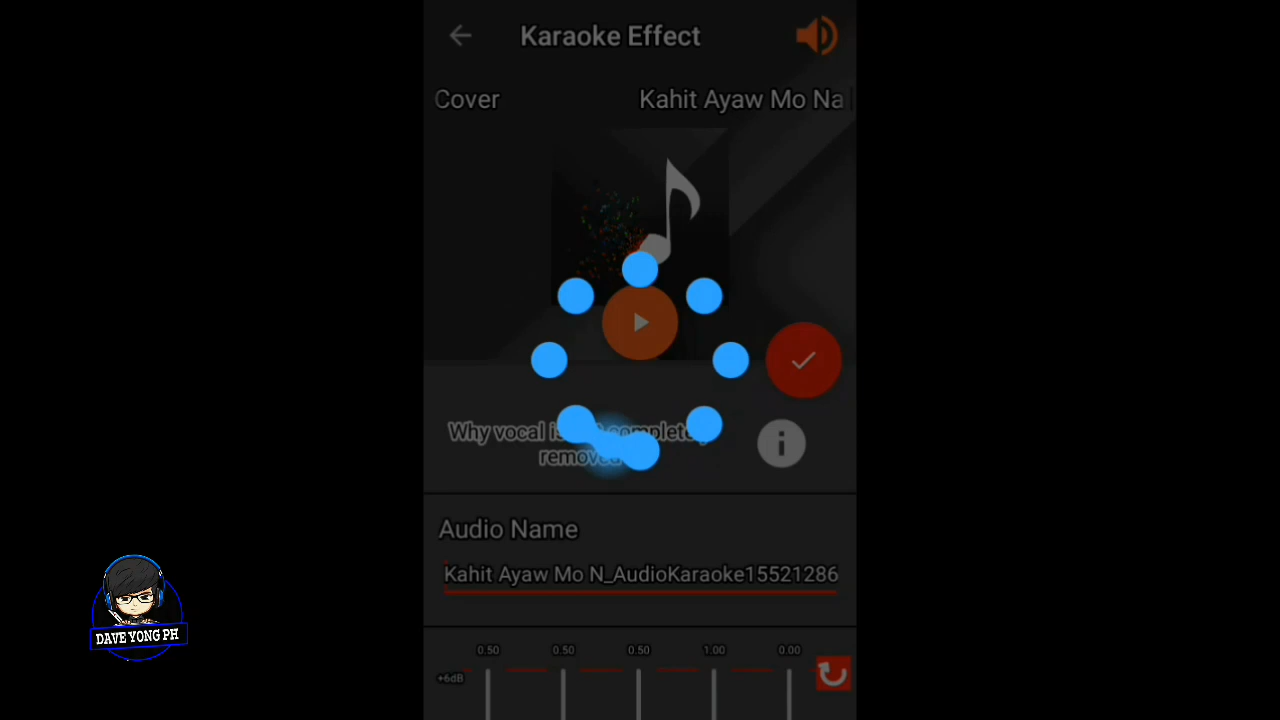 Karaoke Effect
Cover Kahit Ayaw Mo Na
Why vocal is completely
removed
Audio Name
Kahit Ayaw Mo N_AudioKaraoke15521286
0.50 0.50 0.50 1.00 0.00
+6dB
DAVE YONG PH